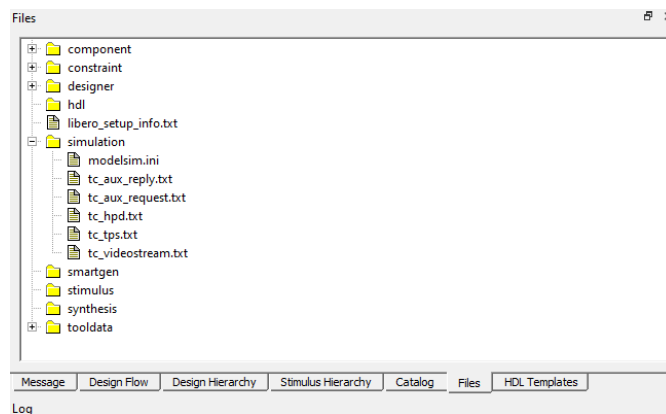 Files
component
constraint
designer
hdl
libero_setup_info.txt
simulation
modelsim.ini
tc_aux_reply.txt
tc_aux_request.txt
tc_hpd.txt
tc_tps.txt
tc_videostream.txt
smartgen
stimulus
synthesis
tooldata
Message Design Flow Design Hierarchy Stimulus Hierarchy Catalog Files HDL Templates
Log